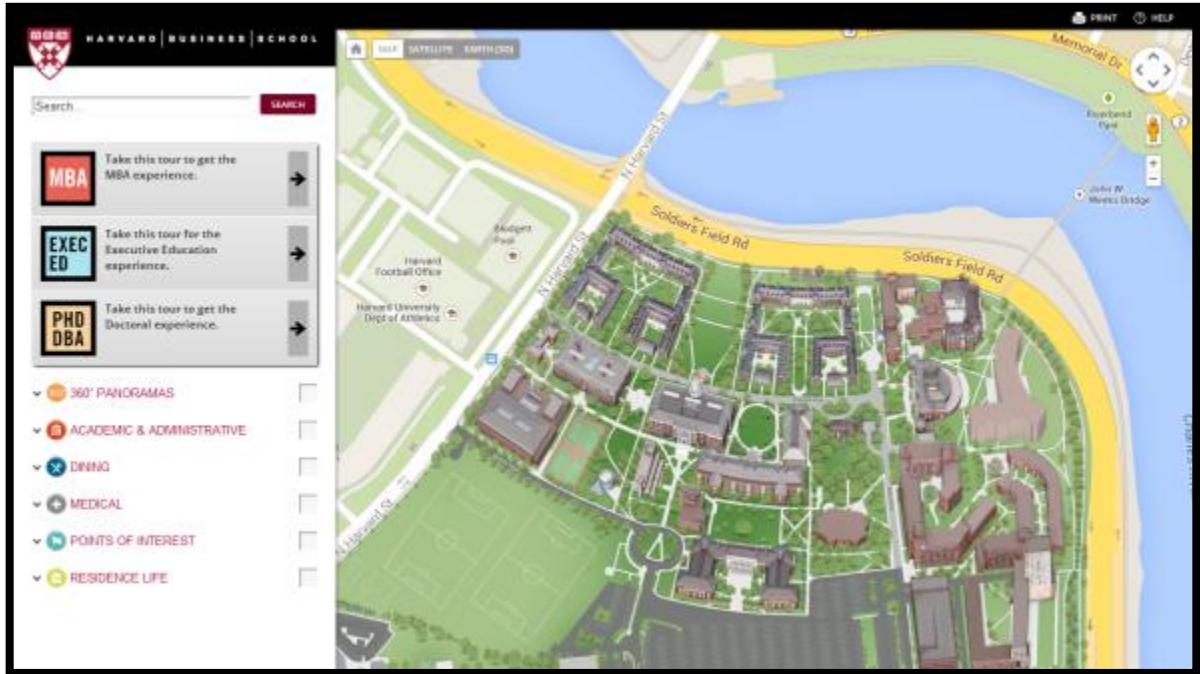 PRINT HELP
HARVARD | BUSINESS | SCHOOL
MAP SATELLITE EARTH (3D)
Search
SEARCH
MBA
Take this tour to get the
MBA experience.
EXEC
ED
Take this tour for the
Executive Education
experience.
PHD
DBA
Take this tour to get the
Doctoral experience.
360° PANORAMAS
ACADEMIC & ADMINISTRATIVE
DINING
MEDICAL
POINTS OF INTEREST
RESIDENCE LIFE
Memorial Dr
Riverbend
Park
John W
Weeks Bridge
N Harvard St
Soldiers Field Rd
Soldiers Field Rd
Blodgett
Pool
N Harvard St
Harvard
Football Office
Harvard University
Dept of Athletics
N Harvard St